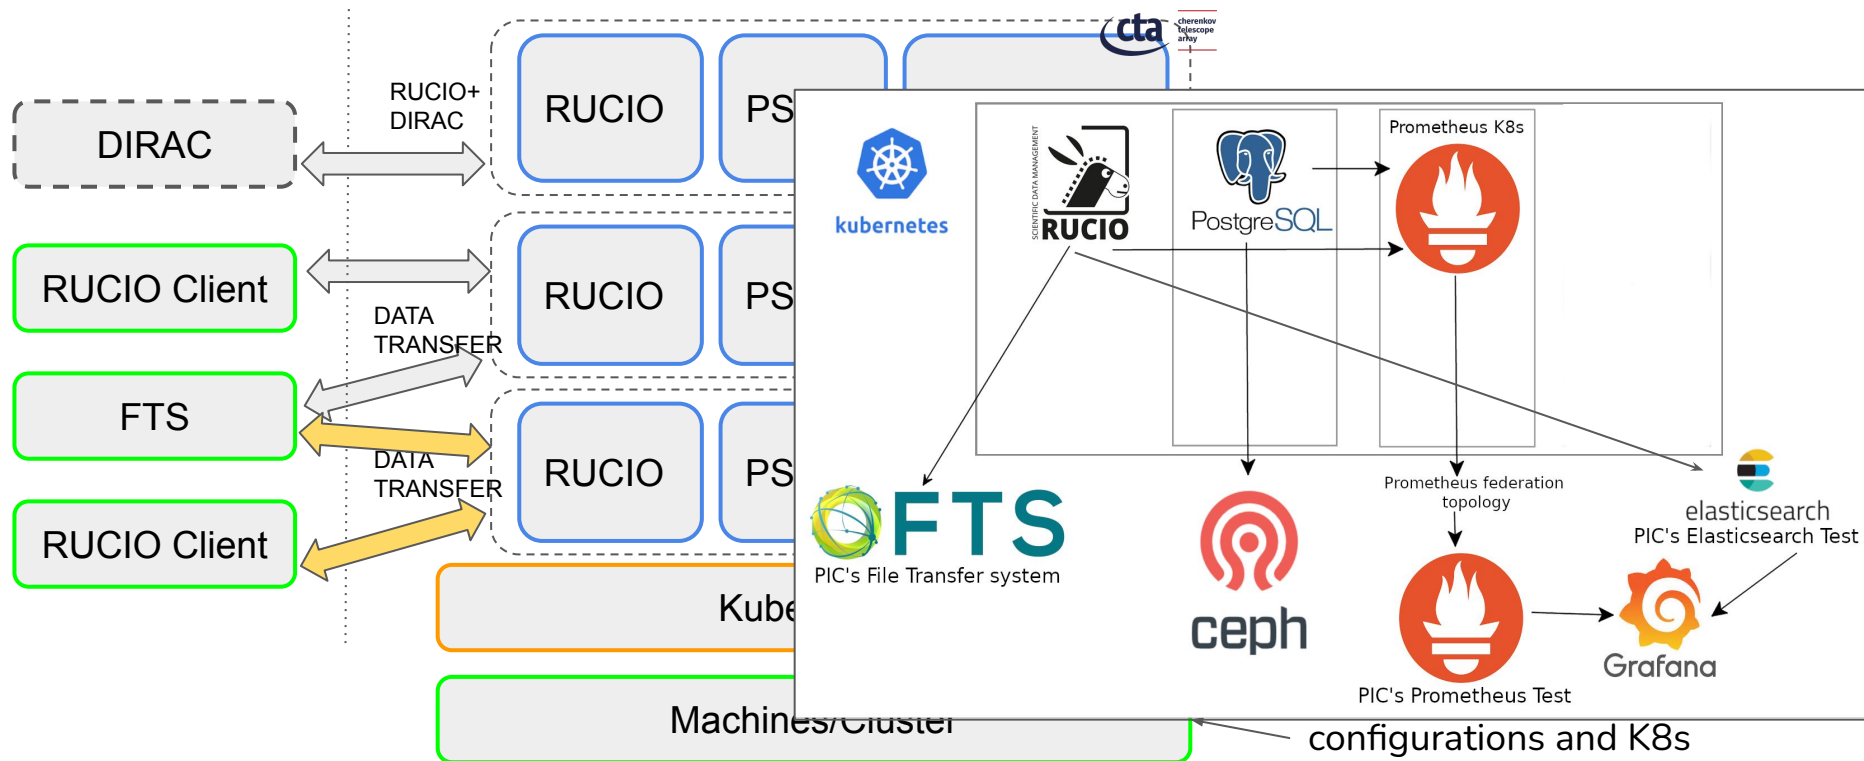 cta
cherenkov
telescope
array
RUCIO+
DIRAC
DIRAC
RUCIO
PS
RUCIO Client
RUCIO
PS
DATA
TRANSFER
FTS
DATA
TRANSFER
RUCIO
PS
RUCIO Client
Kube
Machines/Cluster
configurations and K8s
kubernetes
SCIENTIFIC DATA MANAGEMENT
RUCIO
PostgreSQL
Prometheus K8s
FTS
PIC's File Transfer system
ceph
Prometheus federation
topology
PIC's Prometheus Test
elasticsearch
PIC's Elasticsearch Test
Grafana